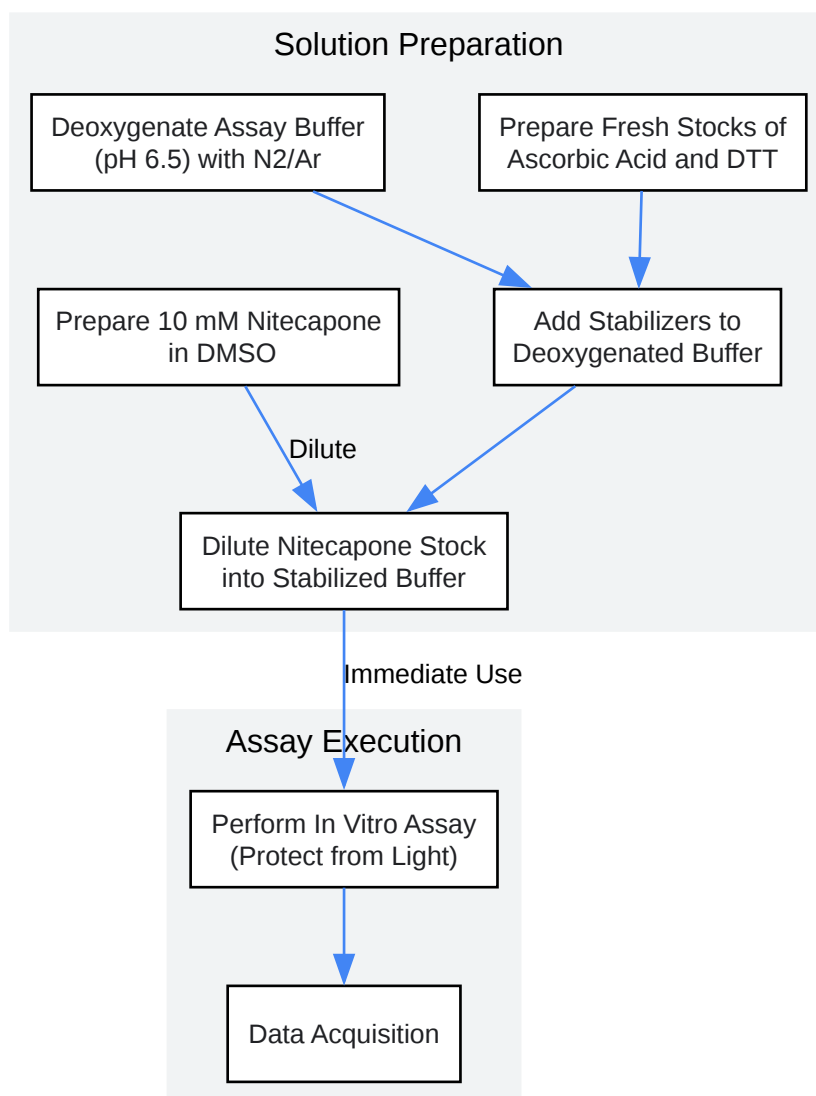 Solution Preparation
Deoxygenate Assay Buffer
(pH 6.5) with N2/Ar
Prepare Fresh Stocks of
Ascorbic Acid and DTT
Prepare 10 mM Nitecapone
in DMSO
Add Stabilizers to
Deoxygenated Buffer
Dilute
Dilute Nitecapone Stock
into Stabilized Buffer
Immediate Use
Assay Execution
Perform In Vitro Assay
(Protect from Light)
Data Acquisition